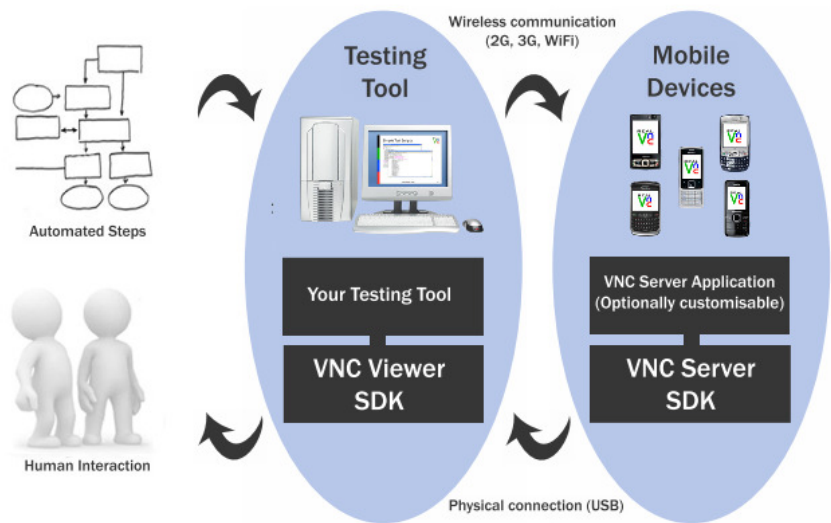 Wireless communication
(2G, 3G, WiFi)
Testing
Tool
Mobile
Devices
Automated Steps
:
Your Testing Tool
VNC Viewer
SDK
VNC Server Application
(Optionally customisable)
VNC Server
SDK
Human Interaction
Physical connection (USB)